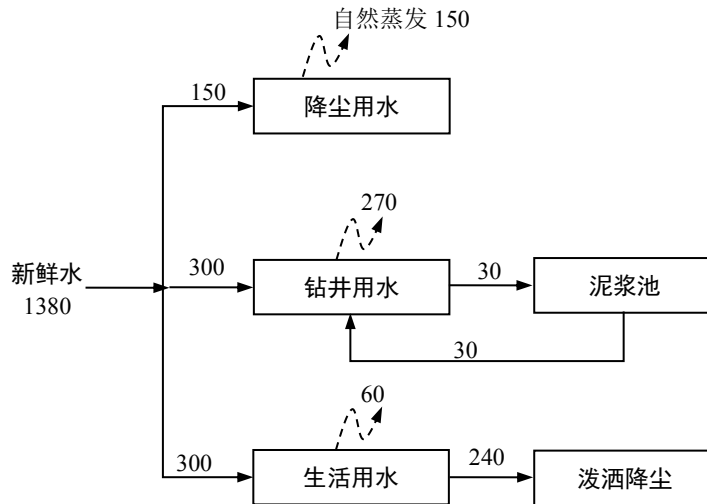 自然蒸发 150
150
降尘用水
270
新鲜水
1380
300
钻井用水
30
泥浆池
30
60
300
生活用水
240
泼洒降尘